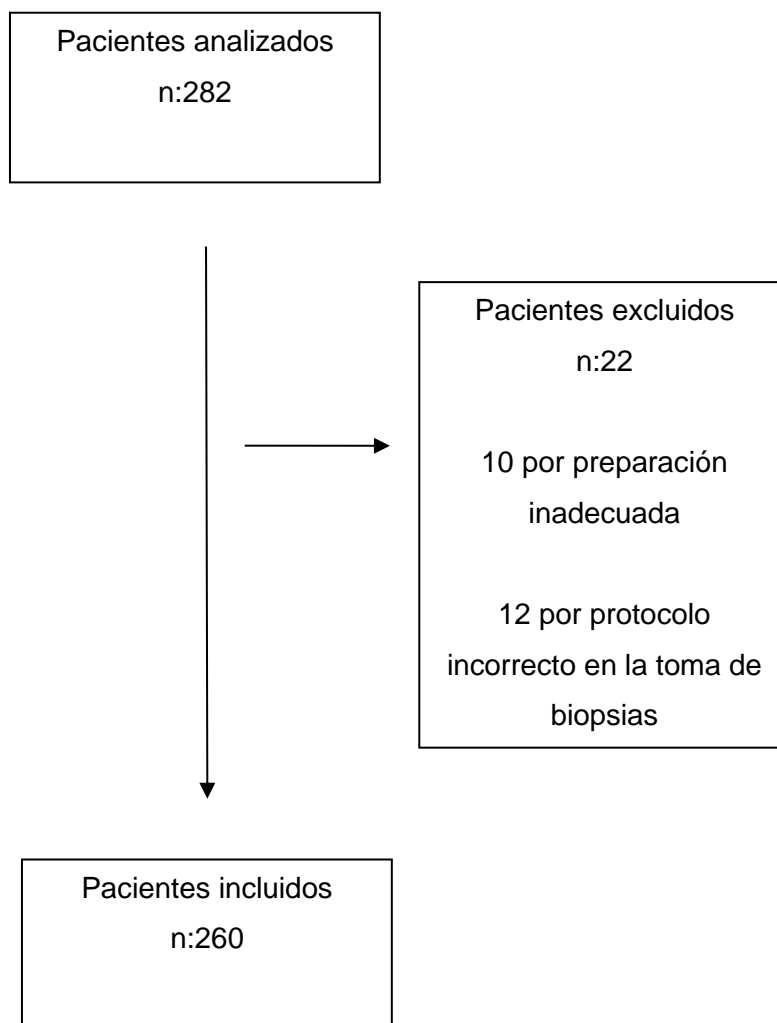 Pacientes analizados
n:282
Pacientes excluidos
n:22
10 por preparación
inadecuada
12 por protocolo
incorrecto en la toma de
biopsias
Pacientes incluidos
n:260